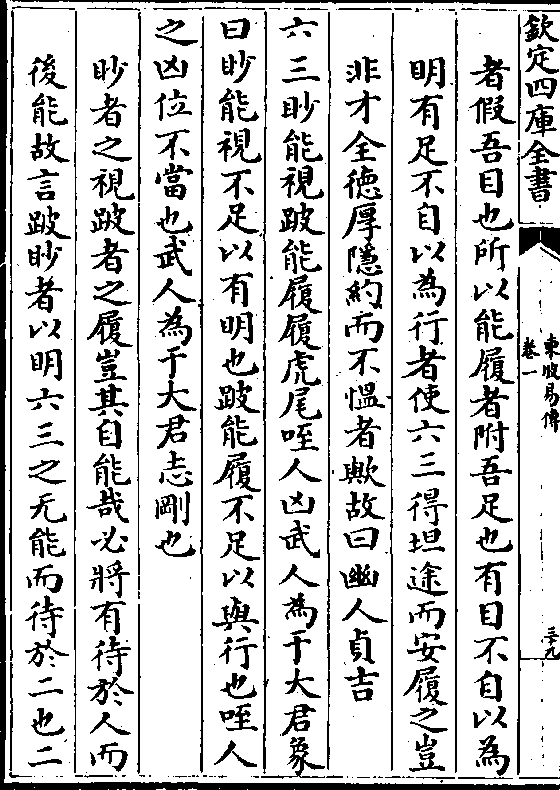 欽定四庫全書
東坡易傳
卷一
三十九
者假吾目也所以能履者附吾足也有目不自以為
明有足不自以為行者使六三得坦途而安履之豈
非才全徳厚隱約而不愠者歟故曰幽人貞吉
六三眇能視跛能履履虎尾咥人凶武人為于大君象
曰眇能視不足以有明也跛能履不足以與行也咥人
之凶位不當也武人為于大君志剛也
眇者之視跛者之履豈其自能哉必將有待於人而
後能故言跛眇者以明六三之无能而待於二也二